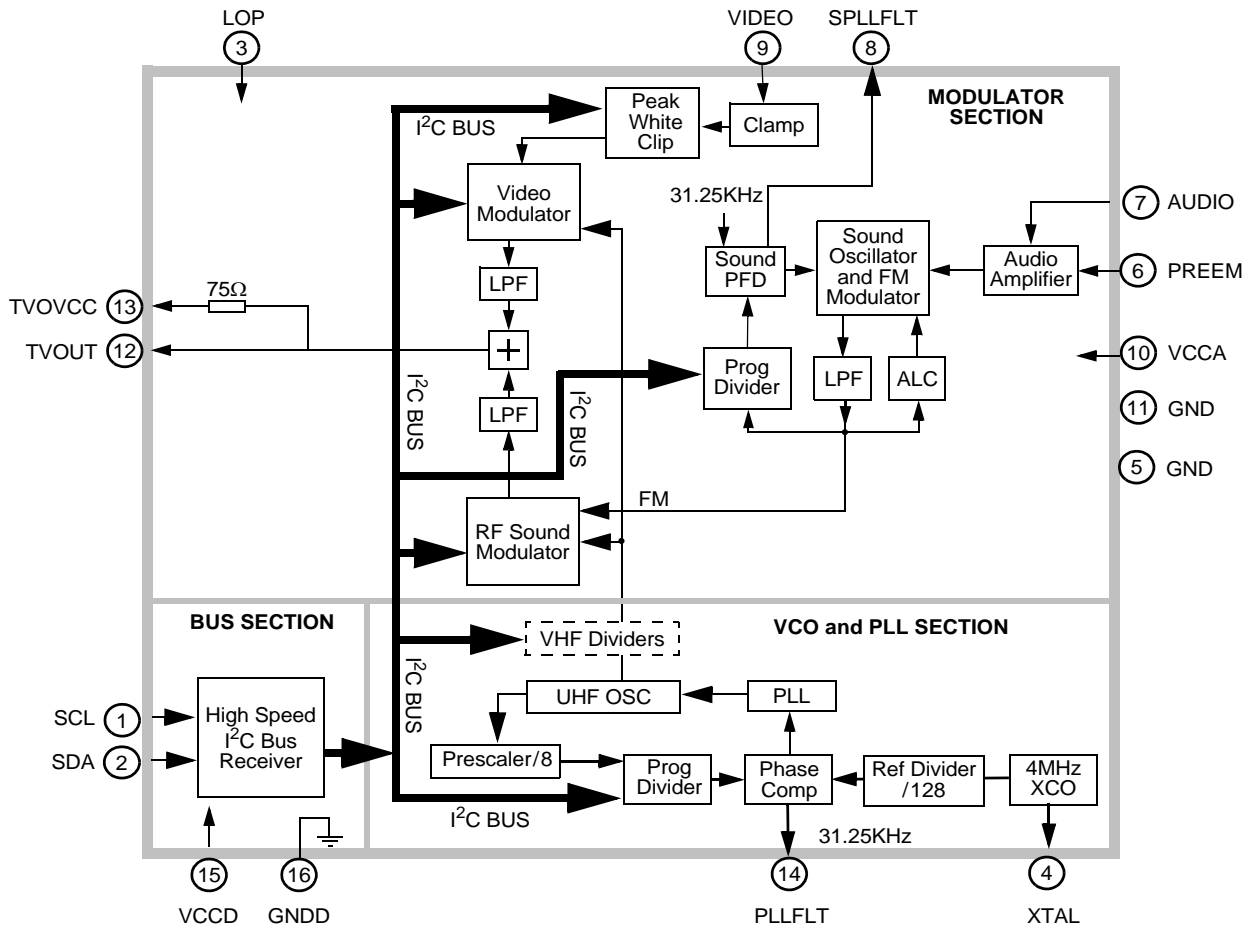 LOP
3
VIDEO
9
SPLLFLT
8
MODULATOR
SECTION
I²C BUS
Peak
White
Clip
Clamp
Video
Modulator
31.25KHz
Sound
PFD
Sound
Oscillator
and FM
Modulator
Audio
Amplifier
7
AUDIO
6
PREEM
LPF
TVOVCC
13
75Ω
TVOUT
12
+
10
VCCA
11
GND
5
GND
Prog
Divider
LPF
ALC
I²C BUS
I²C BUS
LPF
FM
RF Sound
Modulator
BUS SECTION
VCO and PLL SECTION
VHF Dividers
I²C BUS
UHF OSC
PLL
SCL
1
SDA
2
High Speed
I²C Bus
Receiver
Prescaler/8
Prog
Divider
Phase
Comp
Ref Divider
/128
4MHz
XCO
I²C BUS
31.25KHz
15
VCCD
16
GNDD
14
PLLFLT
4
XTAL